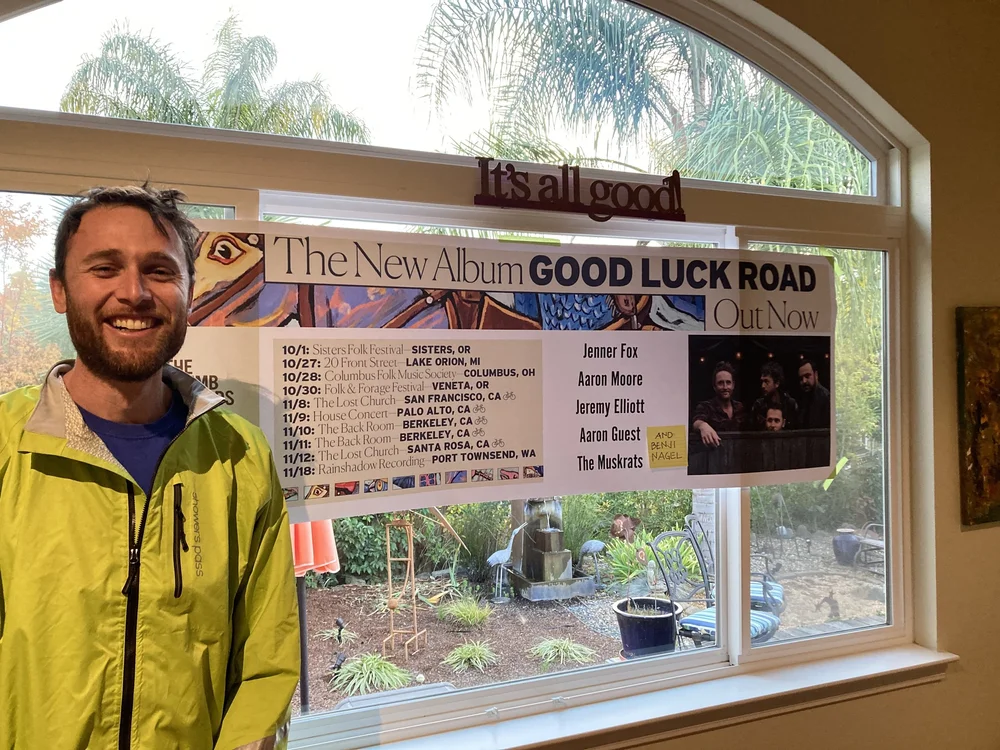 It's all good!
The New Album GOOD LUCK ROAD
Out Now
THE
MB
S
10/1: Sisters Folk Festival—SISTERS, OR
10/27: 20 Front Street—LAKE ORION, MI
10/28: Columbus Folk Music Society—COLUMBUS, OH
10/30: Folk & Forage Festival—VENETA, OR
11/8: The Lost Church—SAN FRANCISCO, CA
11/9: House Concert—PALO ALTO, CA
11/10: The Back Room—BERKELEY, CA
11/11: The Back Room—BERKELEY, CA
11/12: The Lost Church—SANTA ROSA, CA
11/18: Rainshadow Recording—PORT TOWNSEND, WA
Jenner Fox
Aaron Moore
Jeremy Elliott
Aaron Guest
The Muskrats
AND
BENJI
NAGEL
showers pass